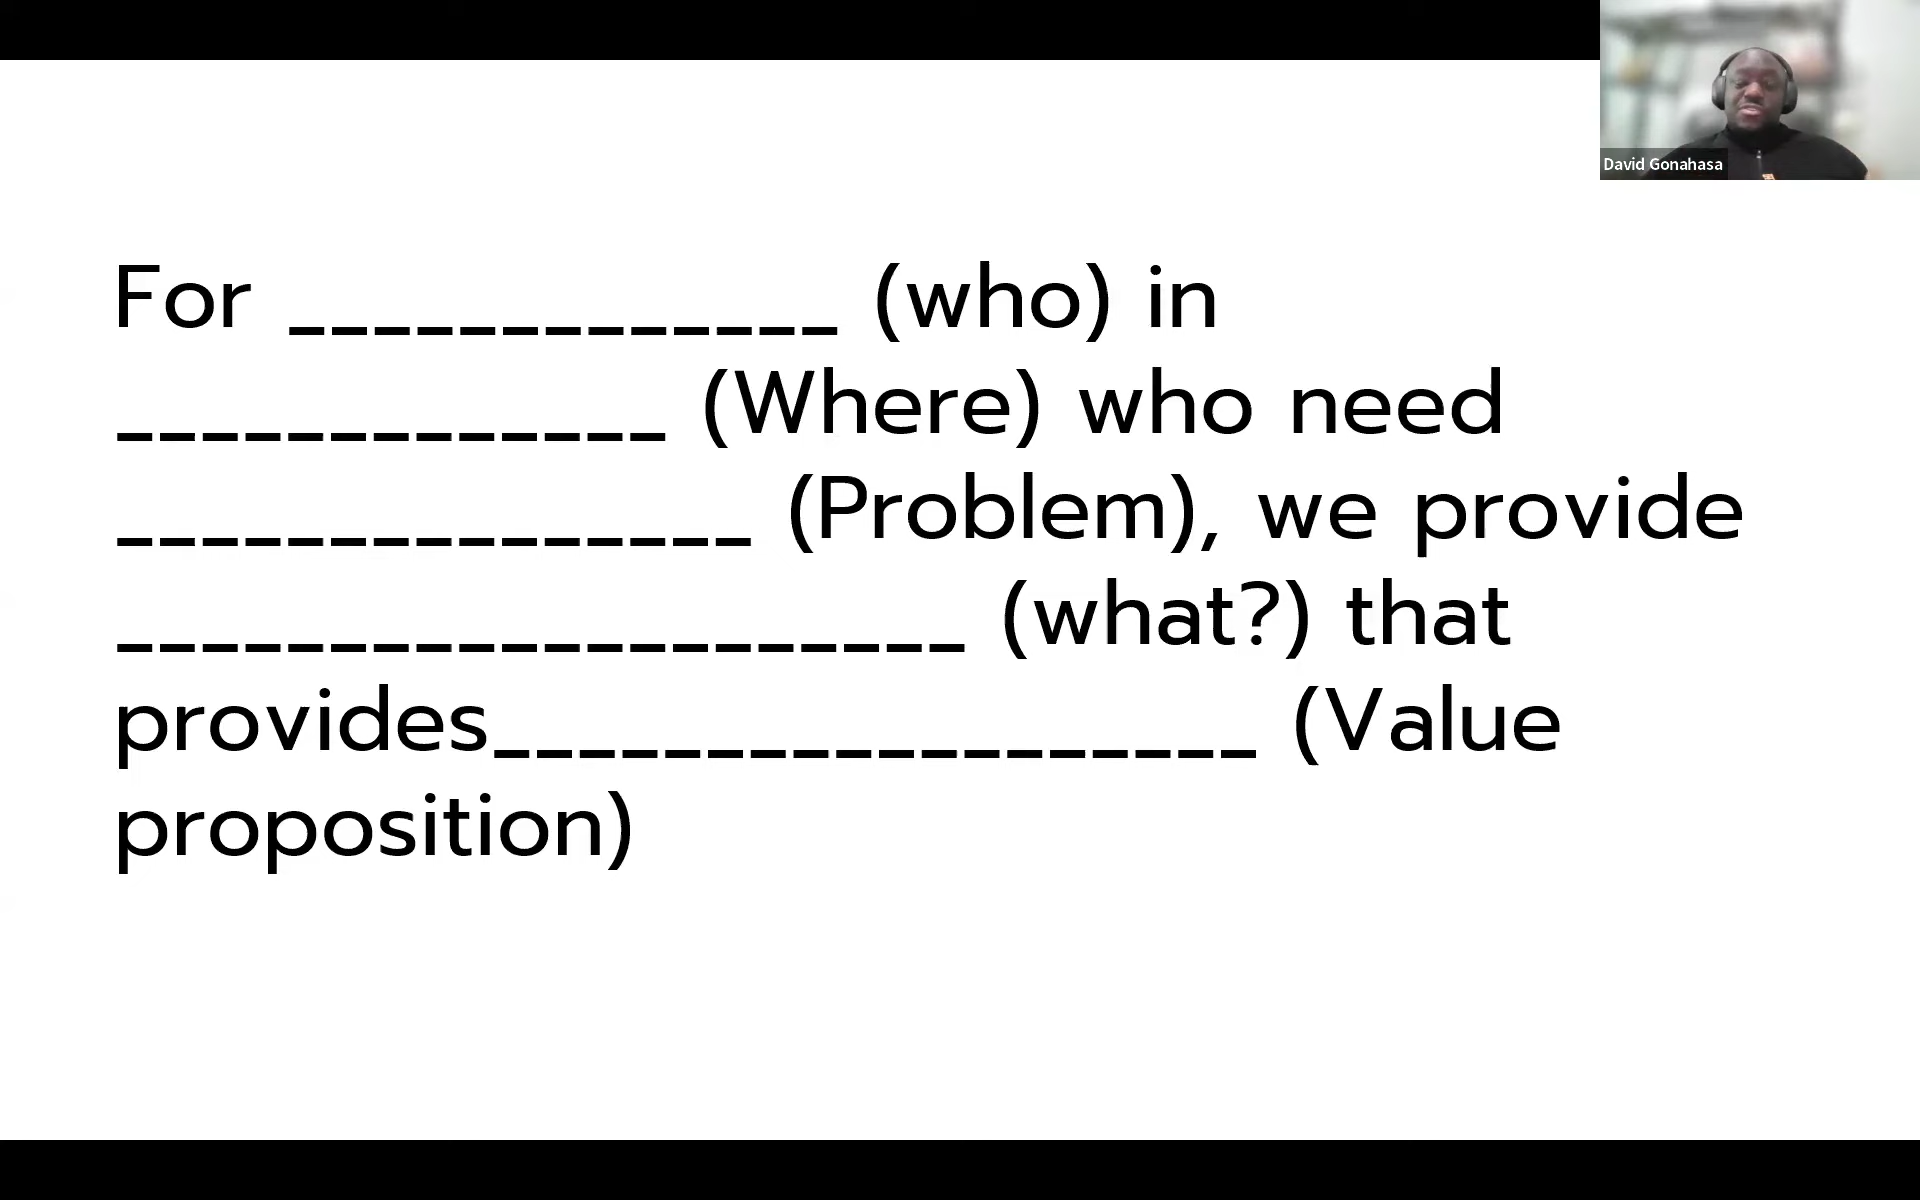 David Gonahasa
For _____________ (who) in
_____________ (Where) who need
_______________ (Problem), we provide
____________________ (what?) that
provides__________________ (Value
proposition)